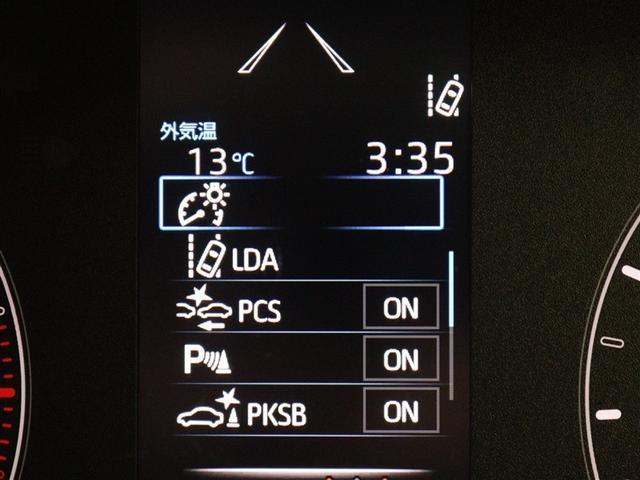 外気温
13℃ 3:35
LDA
PCS ON
P ON
PKSB ON